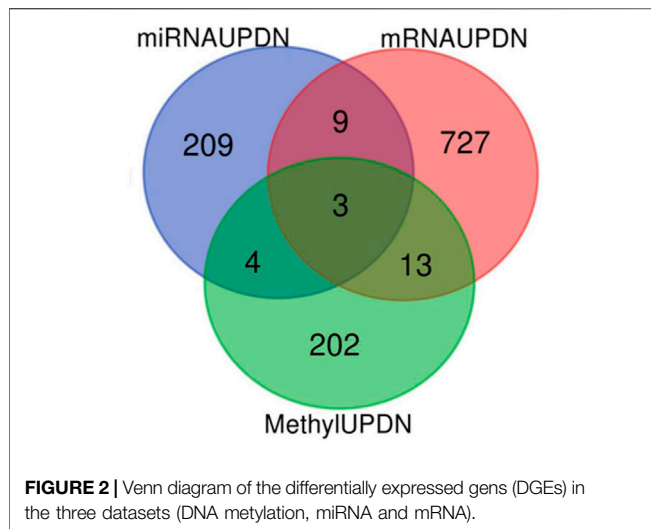 miRNAUPDN mRNAUPDN
9
209 727
3
4 13
202
MethylUPDN
FIGURE 2 | Venn diagram of the differentially expressed gens (DGEs) in
the three datasets (DNA metylation, miRNA and mRNA).